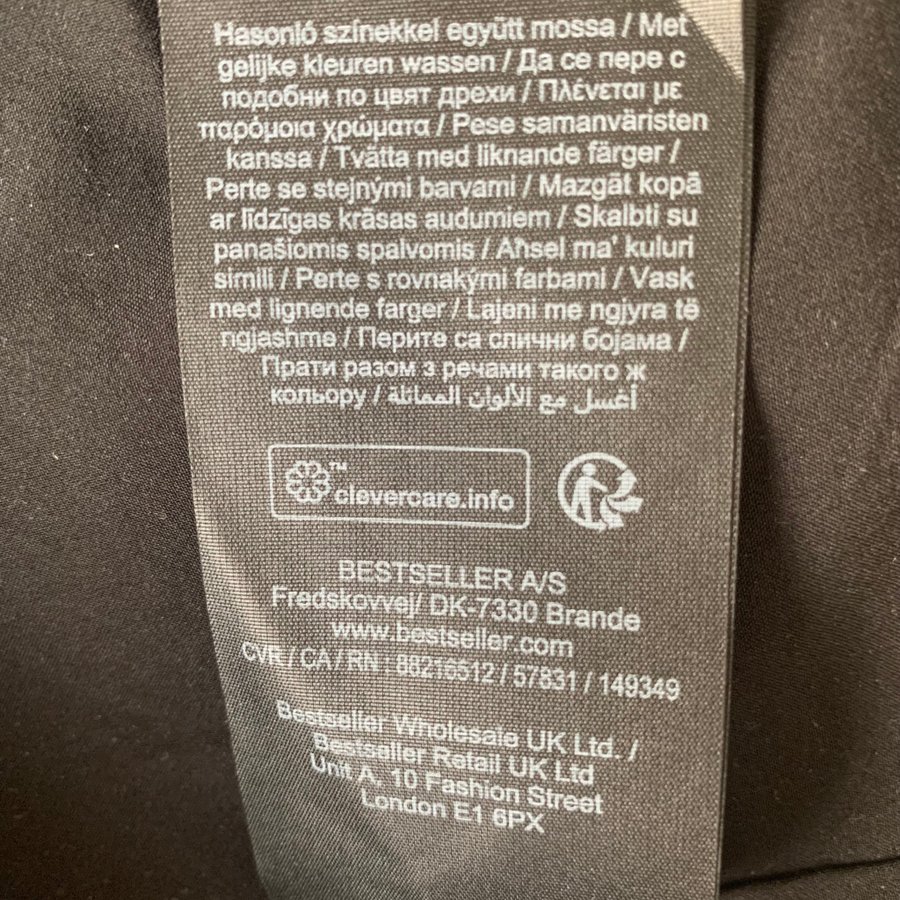 Hasonló színekkel együtt mossa / Met
gelijke kleuren wassen / Да се пере с
подобни по цвят дрехи / Πλένεται με
παρόμοια χρώματα / Pese samanväristen
kanssa / Tvätta med liknande färger /
Perte se stejnými barvami / Mazgāt kopā
ar līdzīgas krāsas audumiem / Skalbti su
panašiomis spalvomis / Aħsel ma' kuluri
simili / Perte s rovnakými farbami / Vask
med lignende farger / Lajeni me ngjyra të
ngjashme / Перите са слични бојама /
Прати разом з речами такого ж
кольору / أغسل مع الألوان المماثلة
TM
clevercare.info
BESTSELLER A/S
Fredskovvej/ DK-7330 Brande
www.bestseller.com
CVR / CA / RN : 88216512 / 57831 / 149349
Bestseller Wholesale UK Ltd. /
Bestseller Retail UK Ltd
Unit A, 10 Fashion Street
London E1 6PX